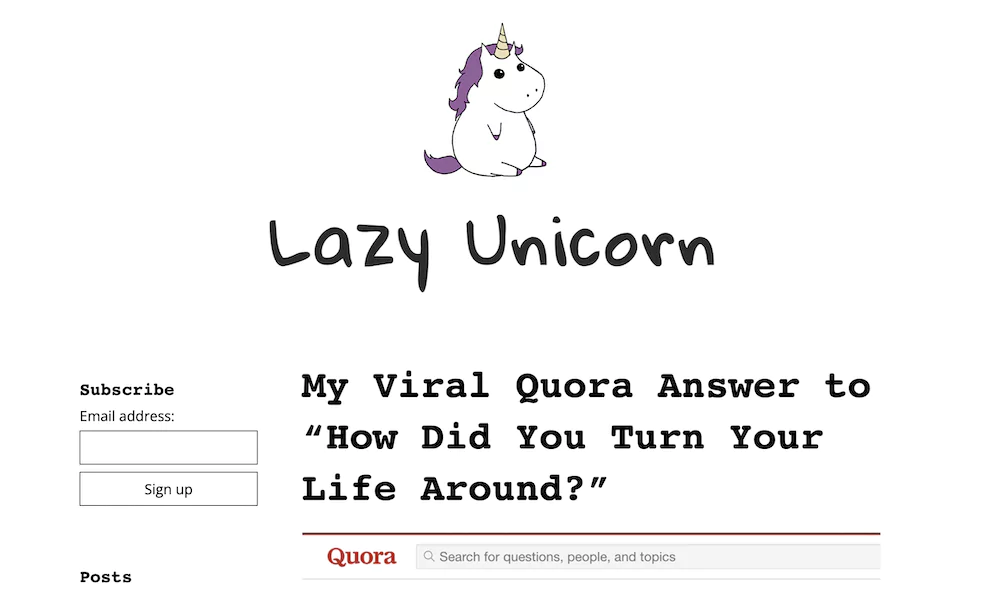 Lazy Unicorn
Subscribe
Email address:
Sign up
Posts
My Viral Quora Answer to
“How Did You Turn Your
Life Around?”
Quora
Search for questions, people, and topics